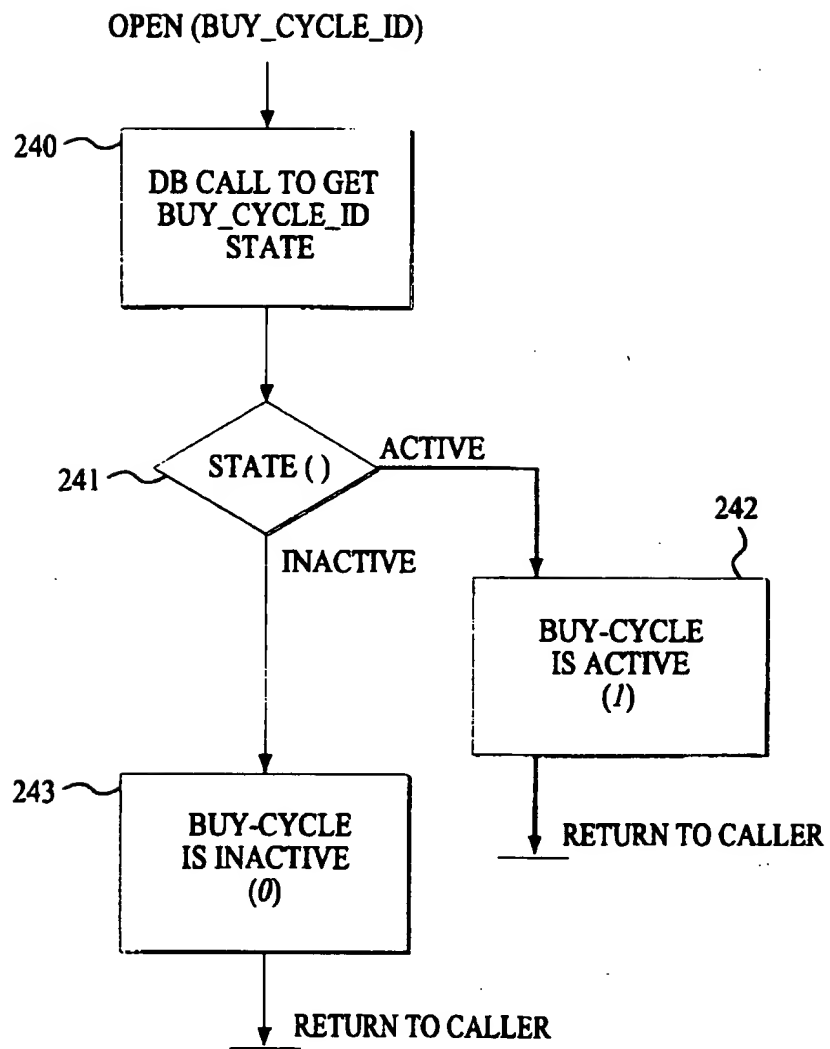 OPEN (BUY_CYCLE_ID)
240
DB CALL TO GET
BUY_CYCLE_ID
STATE
241
STATE ( )
ACTIVE
INACTIVE
242
BUY-CYCLE
IS ACTIVE
(1)
RETURN TO CALLER
243
BUY-CYCLE
IS INACTIVE
(0)
RETURN TO CALLER